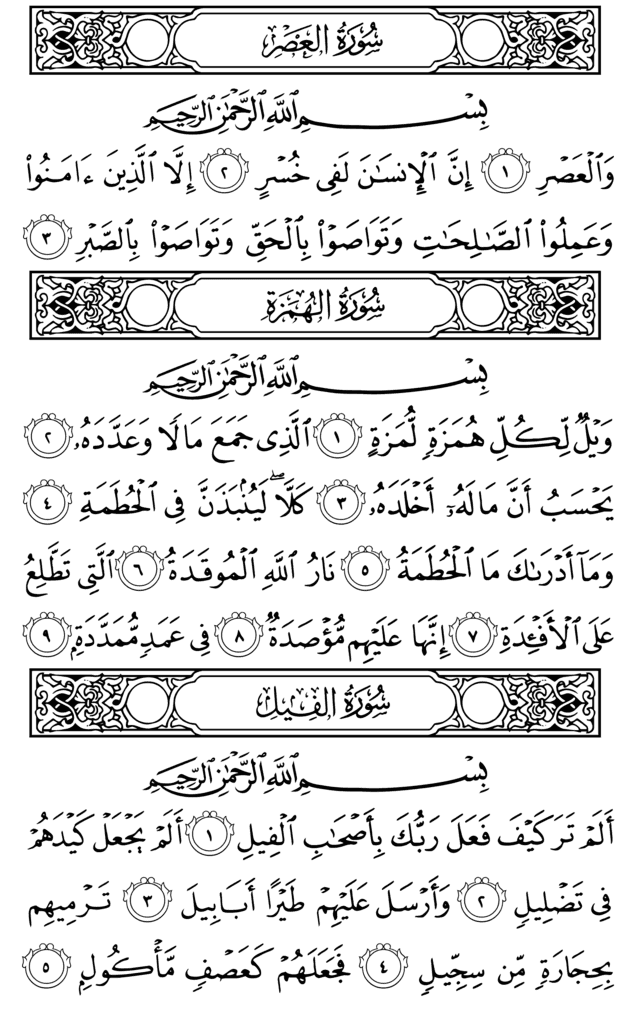 سُورَةُ العَصْرِ
بِسْمِ ٱللَّهِ ٱلرَّحْمَٰنِ ٱلرَّحِيمِ
وَٱلْعَصْرِ ١ إِنَّ ٱلْإِنسَٰنَ لَفِى خُسْرٍ ٢ إِلَّا ٱلَّذِينَ ءَامَنُوا۟
وَعَمِلُوا۟ ٱلصَّٰلِحَٰتِ وَتَوَاصَوْا۟ بِٱلْحَقِّ وَتَوَاصَوْا۟ بِٱلصَّبْرِ ٣
سُورَةُ الهُمَزَةِ
بِسْمِ ٱللَّهِ ٱلرَّحْمَٰنِ ٱلرَّحِيمِ
وَيْلٌ لِّكُلِّ هُمَزَةٍ لُّمَزَةٍ ١ ٱلَّذِى جَمَعَ مَالًا وَعَدَّدَهُۥ ٢
يَحْسَبُ أَنَّ مَالَهُۥٓ أَخْلَدَهُۥ ٣ كَلَّا ۖ لَيُنۢبَذَنَّ فِى ٱلْحُطَمَةِ ٤
وَمَآ أَدْرَىٰكَ مَا ٱلْحُطَمَةُ ٥ نَارُ ٱللَّهِ ٱلْمُوقَدَةُ ٦ ٱلَّتِى تَطَّلِعُ
عَلَى ٱلْأَفْـِٔدَةِ ٧ إِنَّهَا عَلَيْهِم مُّؤْصَدَةٌ ٨ فِى عَمَدٍ مُّمَدَّدَةٍۭ ٩
سُورَةُ الفِيلِ
بِسْمِ ٱللَّهِ ٱلرَّحْمَٰنِ ٱلرَّحِيمِ
أَلَمْ تَرَ كَيْفَ فَعَلَ رَبُّكَ بِأَصْحَٰبِ ٱلْفِيلِ ١ أَلَمْ يَجْعَلْ كَيْدَهُمْ
فِى تَضْلِيلٍ ٢ وَأَرْسَلَ عَلَيْهِمْ طَيْرًا أَبَابِيلَ ٣ تَرْمِيهِم
بِحِجَارَةٍ مِّن سِجِّيلٍ ٤ فَجَعَلَهُمْ كَعَصْفٍ مَّأْكُولٍۭ ٥